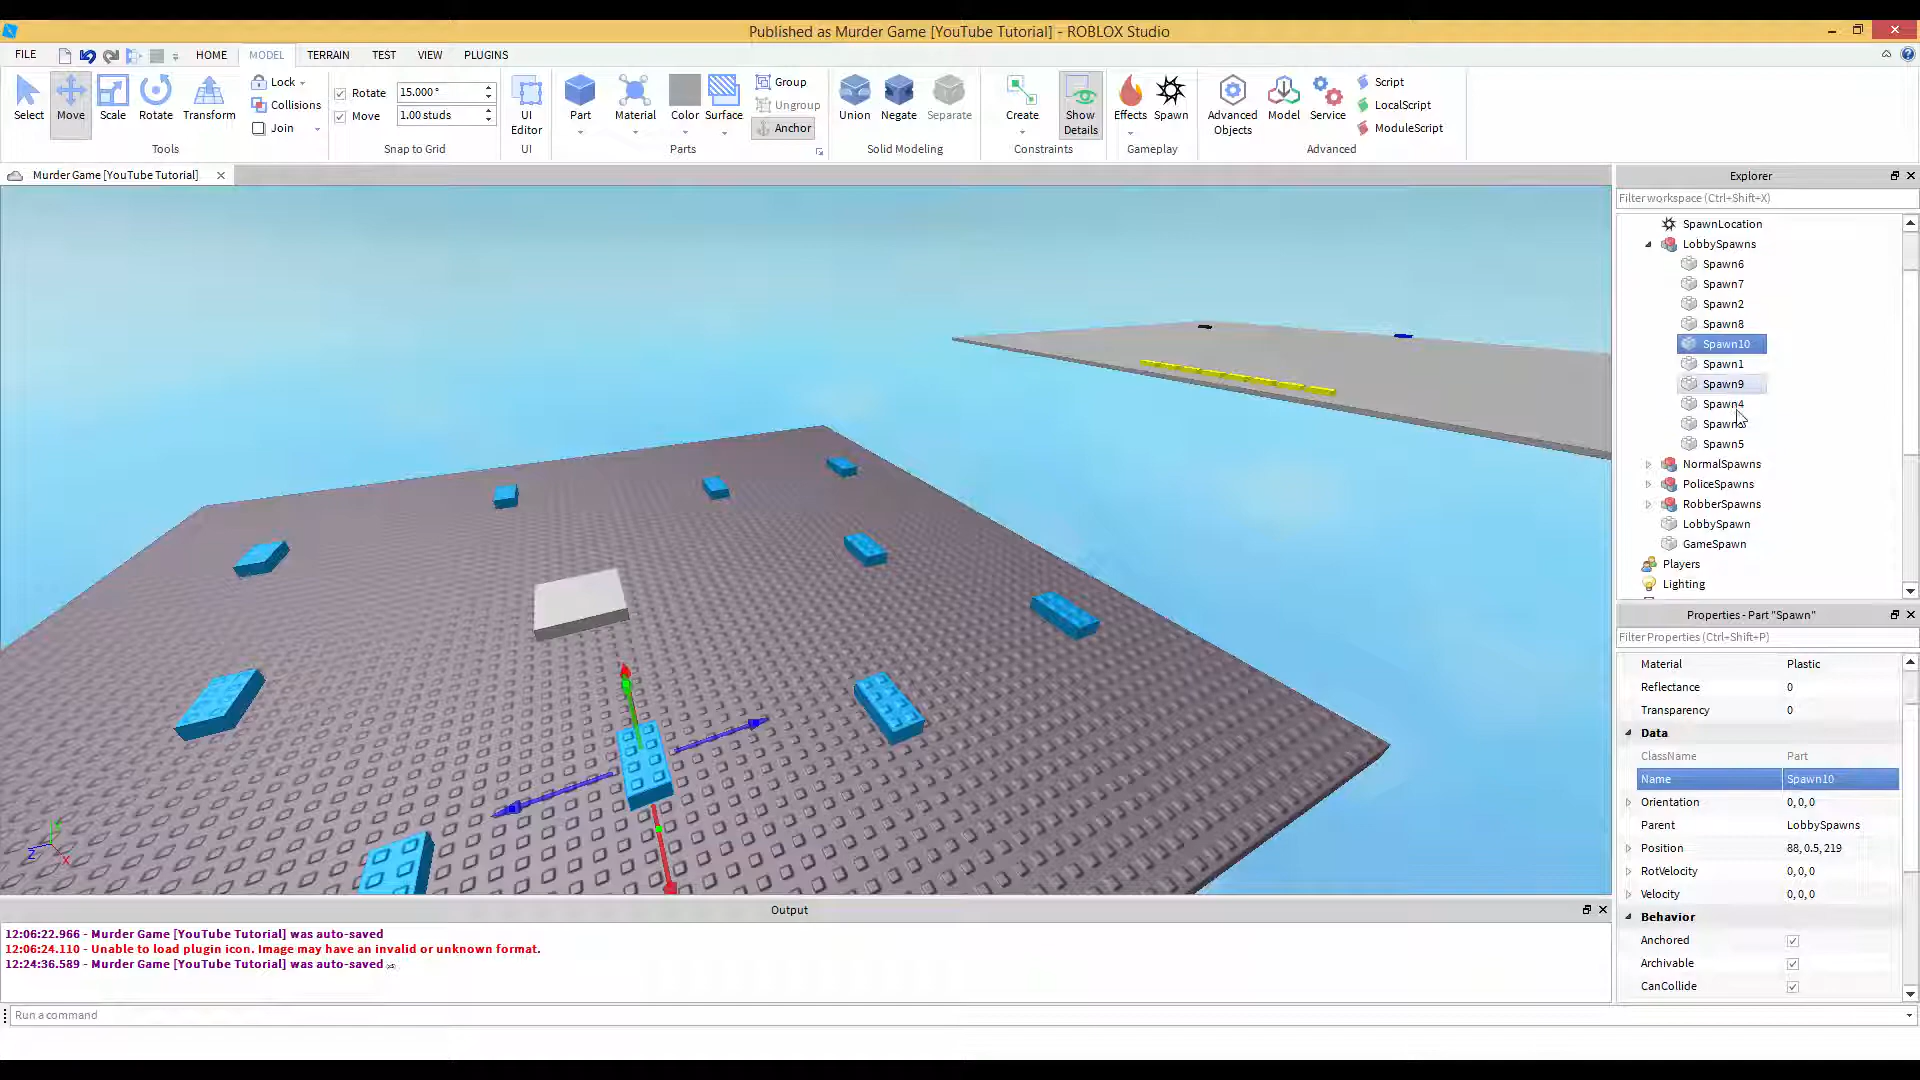 Published as Murder Game [YouTube Tutorial] - ROBLOX Studio
FILE HOME MODEL TERRAIN TEST VIEW PLUGINS
Select Move Scale Rotate Transform
Lock
Collisions
Join
Rotate 15.000 °
Move 1.00 studs
UI Editor
Part Material Color Surface
Group
Ungroup
Anchor
Union Negate Separate
Create
Show Details
Effects Spawn
Advanced Objects
Model Service
Script
LocalScript
ModuleScript
Tools Snap to Grid UI Parts Solid Modeling Constraints Gameplay Advanced
Murder Game [YouTube Tutorial]
Explorer
Filter workspace (Ctrl+Shift+X)
SpawnLocation
LobbySpawns
Spawn6
Spawn7
Spawn2
Spawn8
Spawn10
Spawn1
Spawn9
Spawn4
Spawn5
NormalSpawns
PoliceSpawns
RobberSpawns
LobbySpawn
GameSpawn
Players
Lighting
Properties - Part "Spawn"
Filter Properties (Ctrl+Shift+P)
Material Plastic
Reflectance 0
Transparency 0
Data
ClassName Part
Name Spawn10
Orientation 0, 0, 0
Parent LobbySpawns
Position 88, 0.5, 219
RotVelocity 0, 0, 0
Velocity 0, 0, 0
Behavior
Anchored
Archivable
CanCollide
Y
Z
X
Output
12:06:22.966 - Murder Game [YouTube Tutorial] was auto-saved
12:06:24.110 - Unable to load plugin icon. Image may have an invalid or unknown format.
12:24:36.589 - Murder Game [YouTube Tutorial] was auto-saved
Run a command